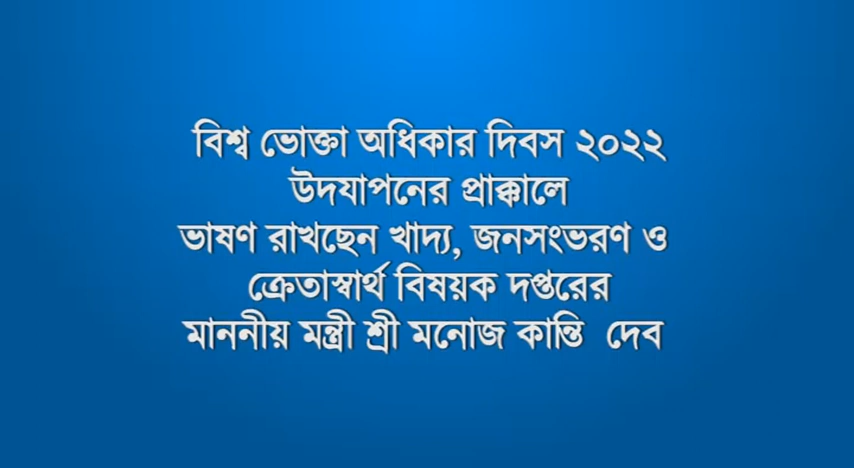 বিশ্ব ভোক্তা অধিকার দিবস ২০২২
উদযাপনের প্রাক্কালে
ভাষণ রাখছেন খাদ্য, জনসংভরণ ও
ক্রেতাস্বার্থ বিষয়ক দপ্তরের
মাননীয় মন্ত্রী শ্রী মনোজ কান্তি দেব